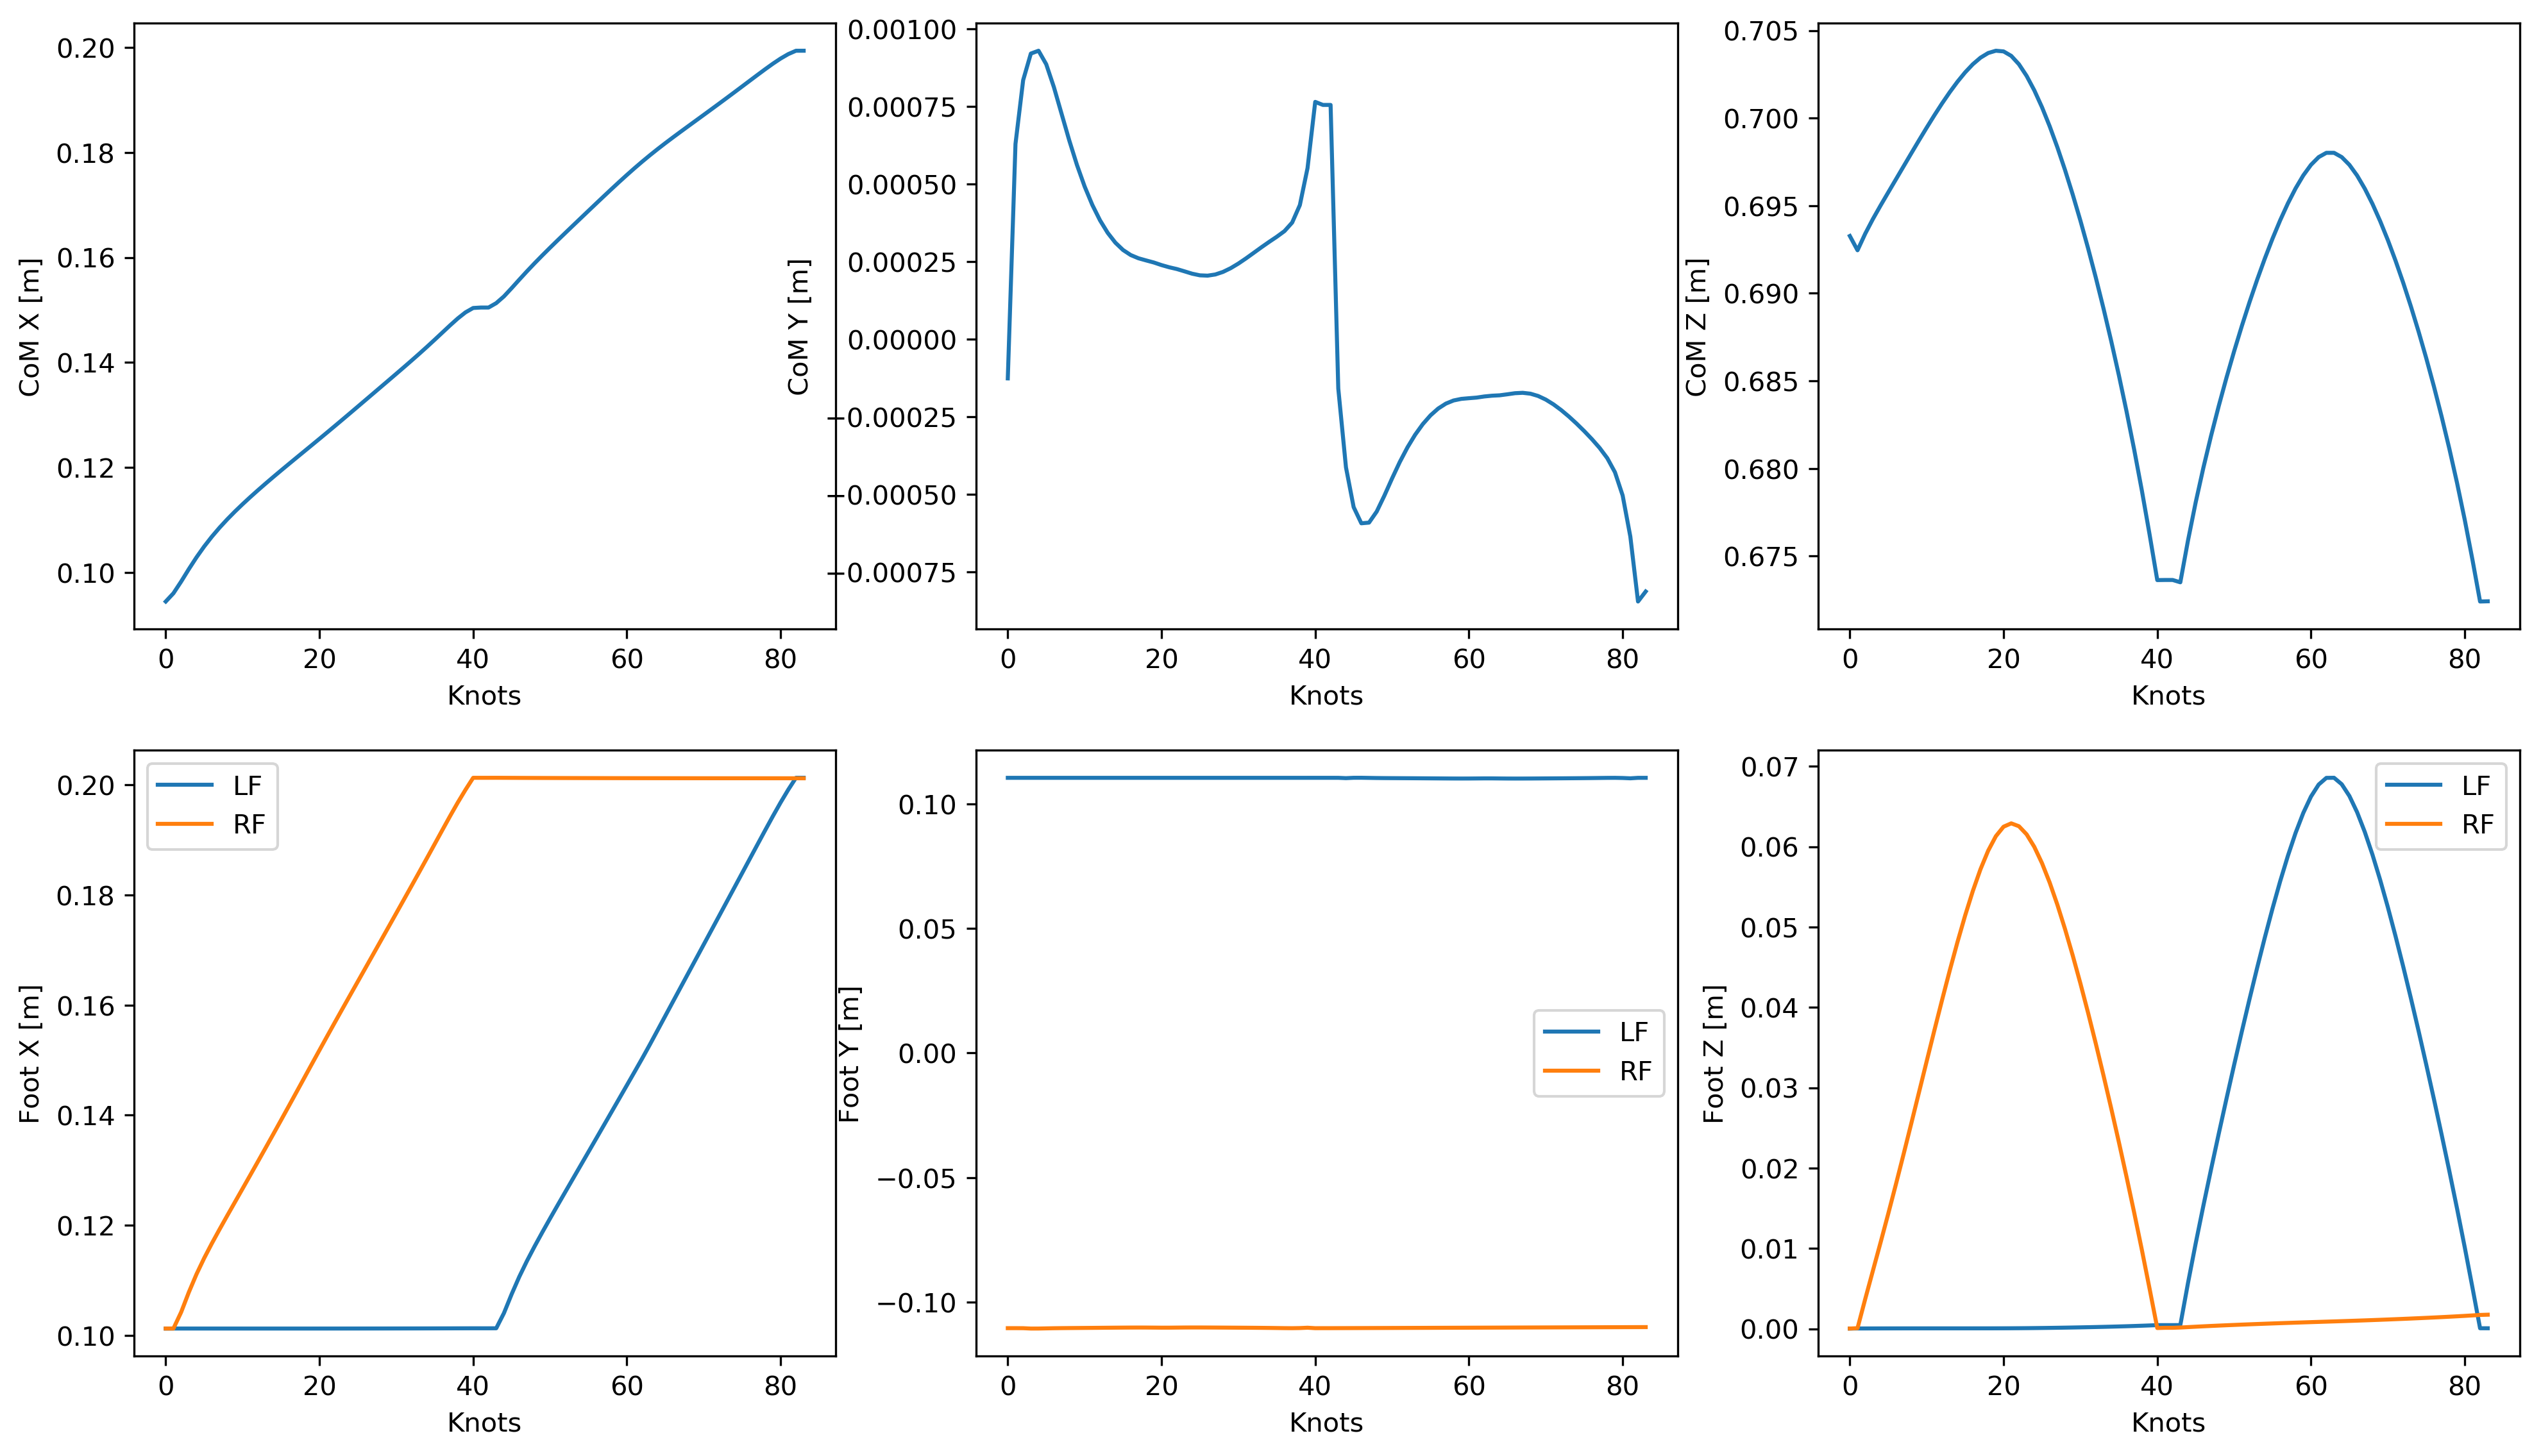 0.20
0.18
0.16
0.14
0.12
0.10
CoM X [m]
0 20 40 60 80
Knots
0.00100
0.00075
0.00050
0.00025
0.00000
−0.00025
−0.00050
−0.00075
CoM Y [m]
0 20 40 60 80
Knots
0.705
0.700
0.695
0.690
0.685
0.680
0.675
CoM Z [m]
0 20 40 60 80
Knots
0.20
0.18
0.16
0.14
0.12
0.10
Foot X [m]
LF
RF
0 20 40 60 80
Knots
0.10
0.05
0.00
−0.05
−0.10
Foot Y [m]
LF
RF
0 20 40 60 80
Knots
0.07
0.06
0.05
0.04
0.03
0.02
0.01
0.00
Foot Z [m]
LF
RF
0 20 40 60 80
Knots